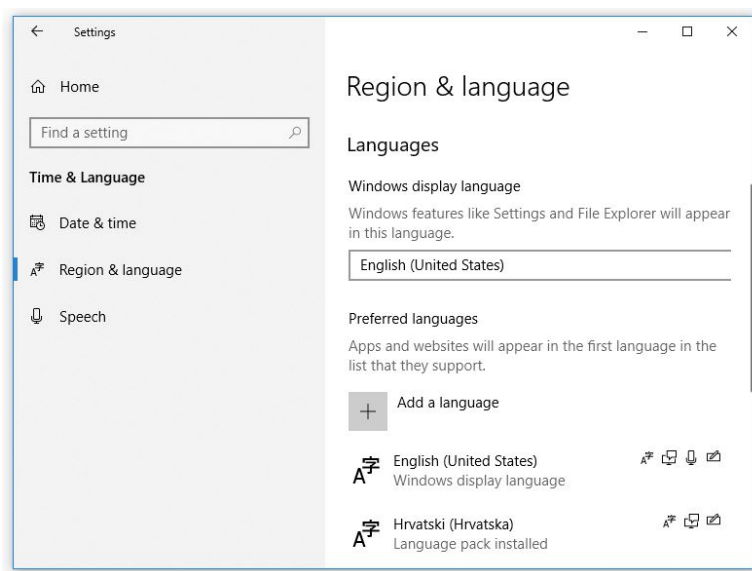 Settings
Home
Find a setting
Time & Language
Date & time
Region & language
Speech
Region & language
Languages
Windows display language
Windows features like Settings and File Explorer will appear
in this language.
English (United States)
Preferred languages
Apps and websites will appear in the first language in the
list that they support.
Add a language
English (United States)
Windows display language
Hrvatski (Hrvatska)
Language pack installed